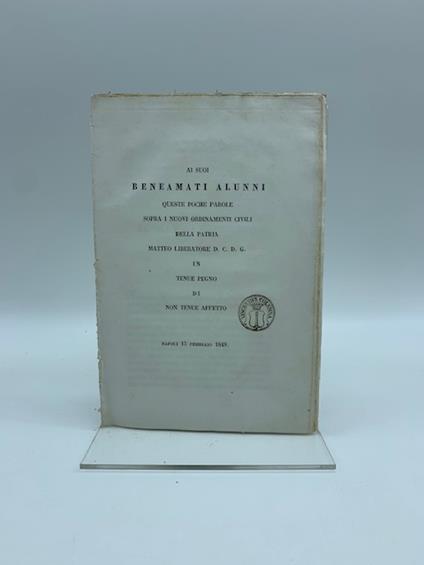 AI SUOI
BENEAMATI ALUNNI
QUESTE POCHE PAROLE
SOPRA I NUOVI ORDINAMENTI CIVILI
DELLA PATRIA
MATTEO LIBERATORE D. C. D. G.
IN
TENUE PEGNO
DI
NON TENUE AFFETTO
NAPOLI 15 FEBBRAIO 1848.